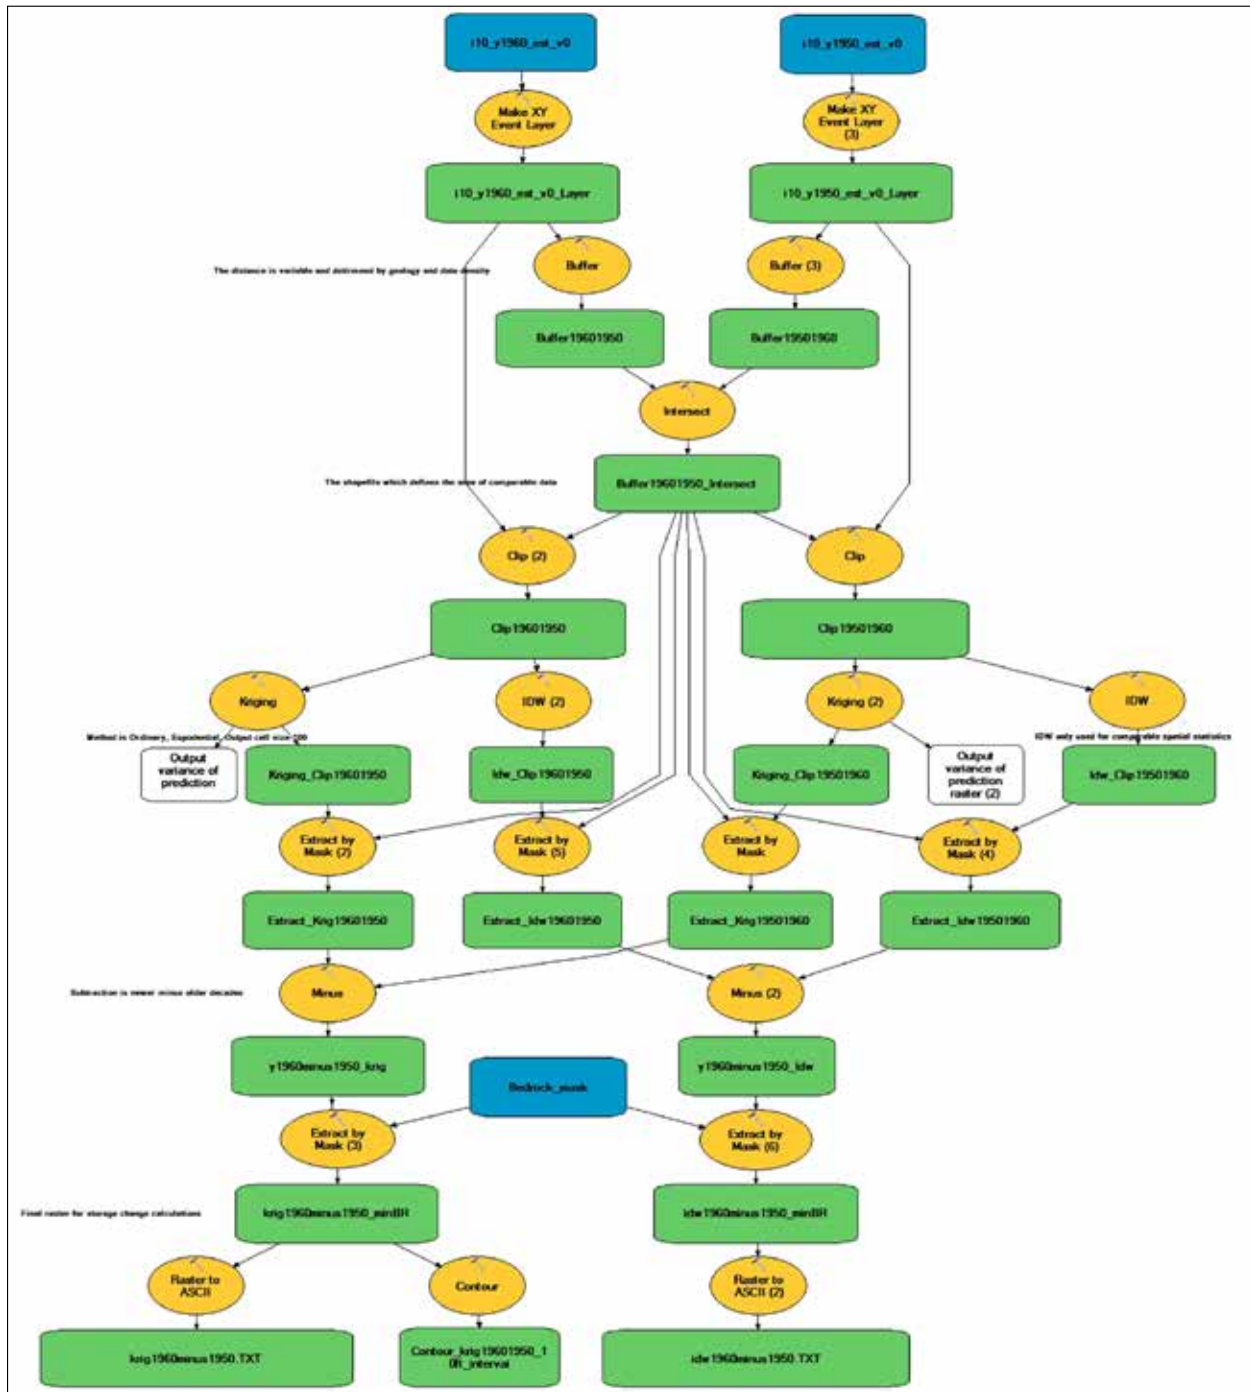 i10_y1960_est_v0
i10_y1950_est_v0
Make XY
Event Layer
Make XY
Event Layer
(3)
i10_y1960_est_v0_Layer
i10_y1950_est_v0_Layer
Buffer
Buffer (3)
The distance is variable and detirmned by geology and data density
Buffer19601950
Buffer19501960
Intersect
The shapefile which defines the area of comparable data
Buffer19601950_Intersect
Clip (2)
Clip
Clip19601950
Clip19501960
Kriging
IDW (2)
Kriging (2)
IDW
Method is Ordinary, Exponential, Output cell size
IDW only used for comparable spatial statistics
Output
variance of
prediction
Kriging_Clip19601950
Idw_Clip19601950
Kriging_Clip19501960
Output
variance of
prediction
raster (2)
Idw_Clip19501960
Extract by
Mask (2)
Extract by
Mask (5)
Extract by
Mask
Extract by
Mask (4)
Extract_Krig19601950
Extract_Idw19601950
Extract_Krig19501960
Extract_Idw19501960
Subtraction is newer minus older decades
Minus
Minus (2)
y1960minus1950_krig
Bedrock_mask
y1960minus1950_Idw
Extract by
Mask (3)
Extract by
Mask (6)
Final raster for storage change calculations
krig1960minus1950_minBR
idw1960minus1950_minBR
Raster to
ASCII
Contour
Raster to
ASCII (2)
krig1960minus1950.TXT
Contour_krig19601950_1
0ft_interval
idw1960minus1950.TXT